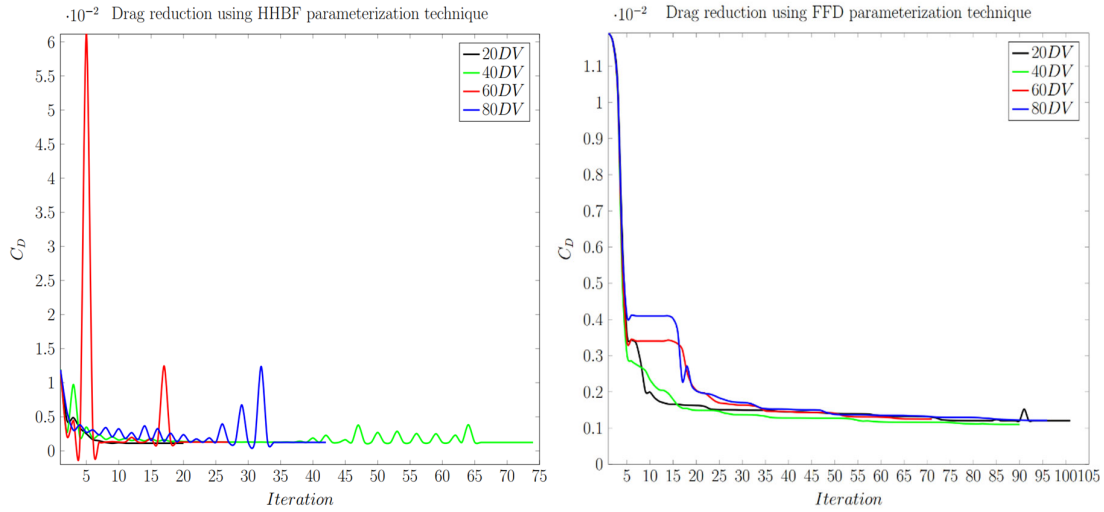 ·10⁻² Drag reduction using HHBF parameterization technique
6
5.5
5
4.5
4
3.5
3
2.5
2
1.5
1
0.5
0
C_D
20DV
40DV
60DV
80DV
5 10 15 20 25 30 35 40 45 50 55 60 65 70 75
Iteration
·10⁻² Drag reduction using FFD parameterization technique
1.1
1
0.9
0.8
0.7
0.6
0.5
0.4
0.3
0.2
0.1
0
C_D
20DV
40DV
60DV
80DV
5 10 15 20 25 30 35 40 45 50 55 60 65 70 75 80 85 90 95 100 105
Iteration